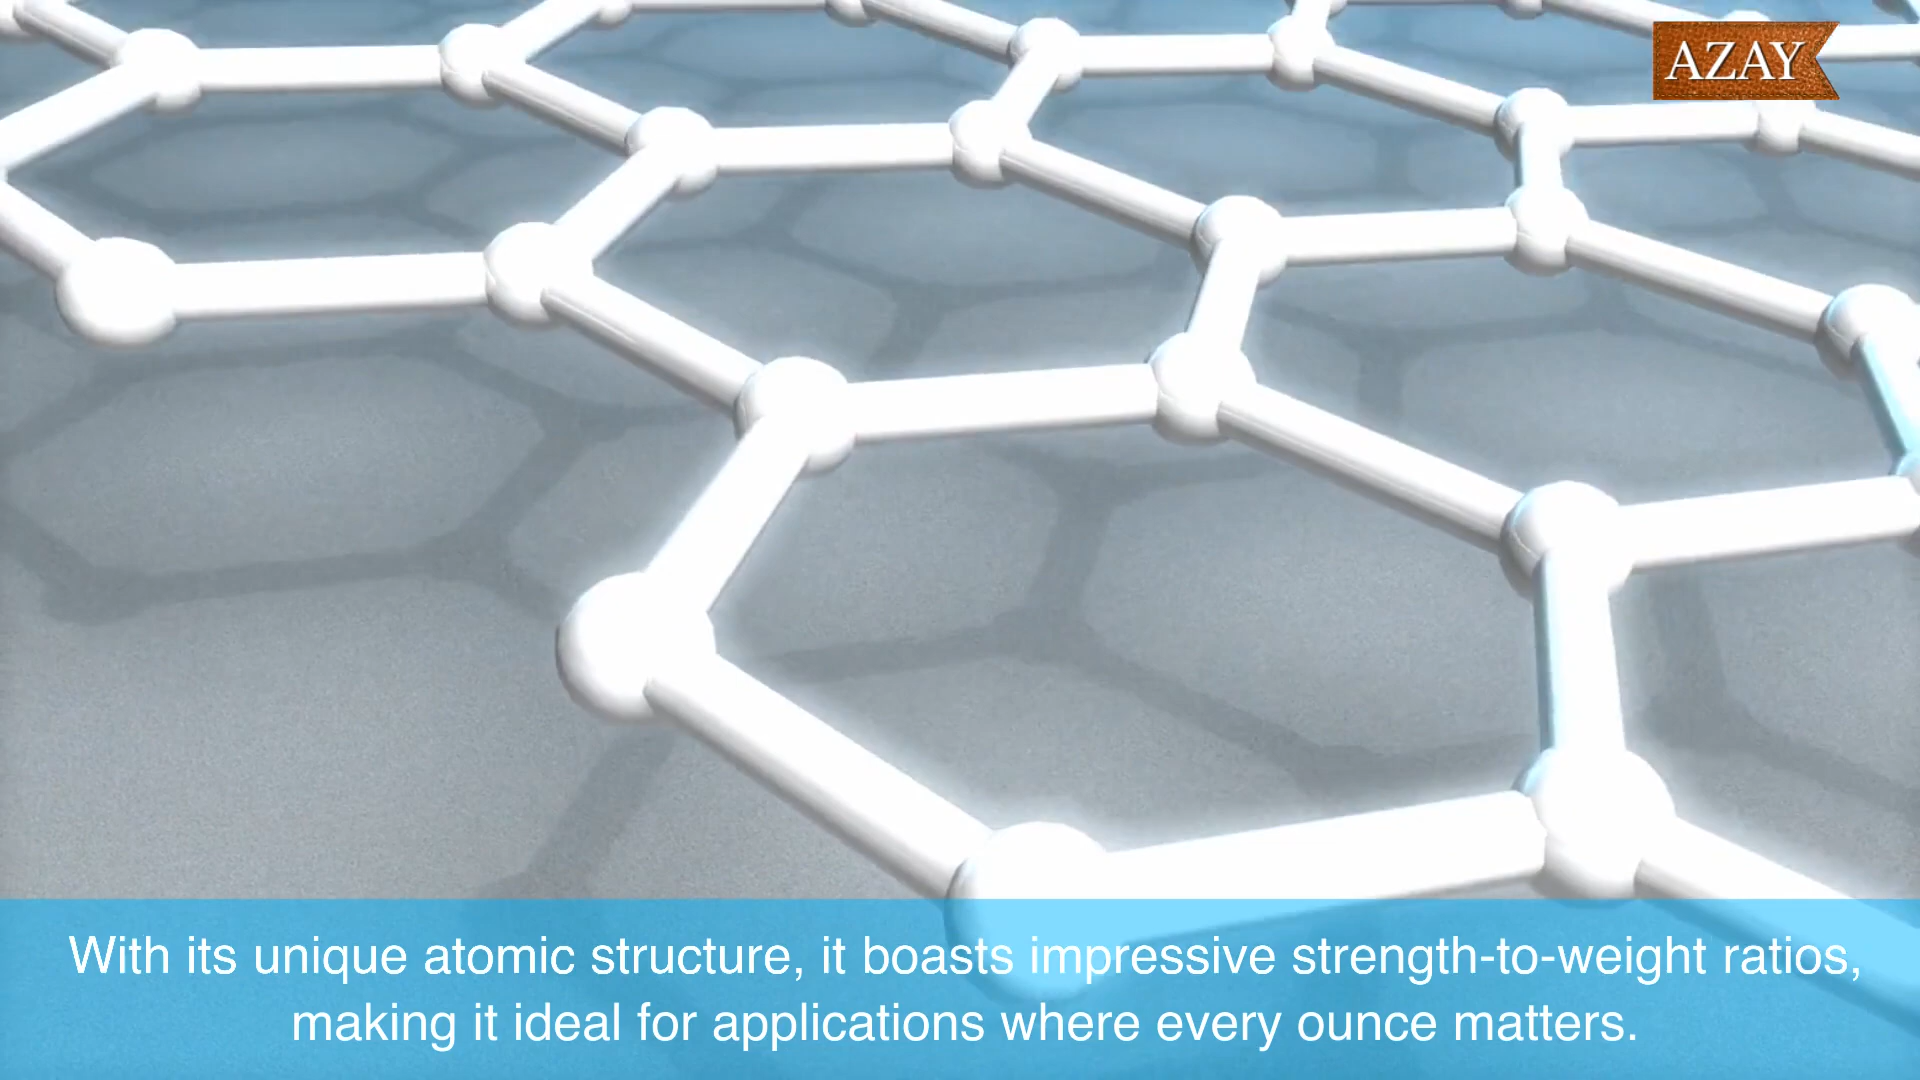 AZAY
With its unique atomic structure, it boasts impressive strength-to-weight ratios,
making it ideal for applications where every ounce matters.